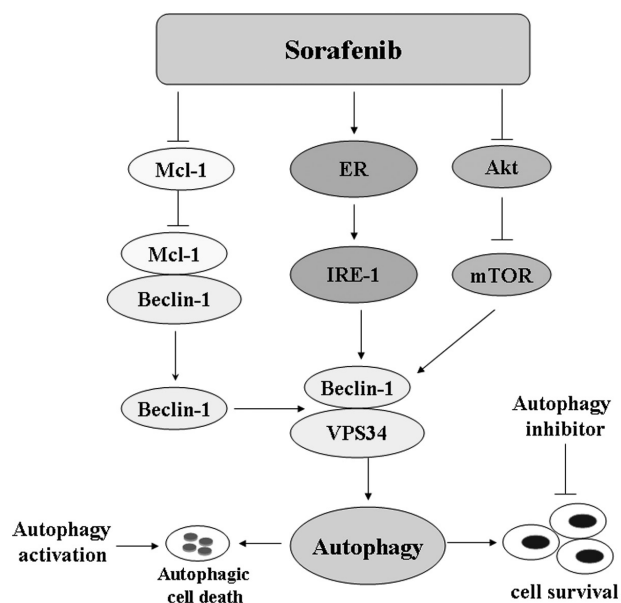 Sorafenib
Mcl-1
ER
Akt
Mcl-1
Beclin-1
IRE-1
mTOR
Beclin-1
Beclin-1
VPS34
Autophagy
inhibitor
Autophagy
activation
Autophagic
cell death
Autophagy
cell survival